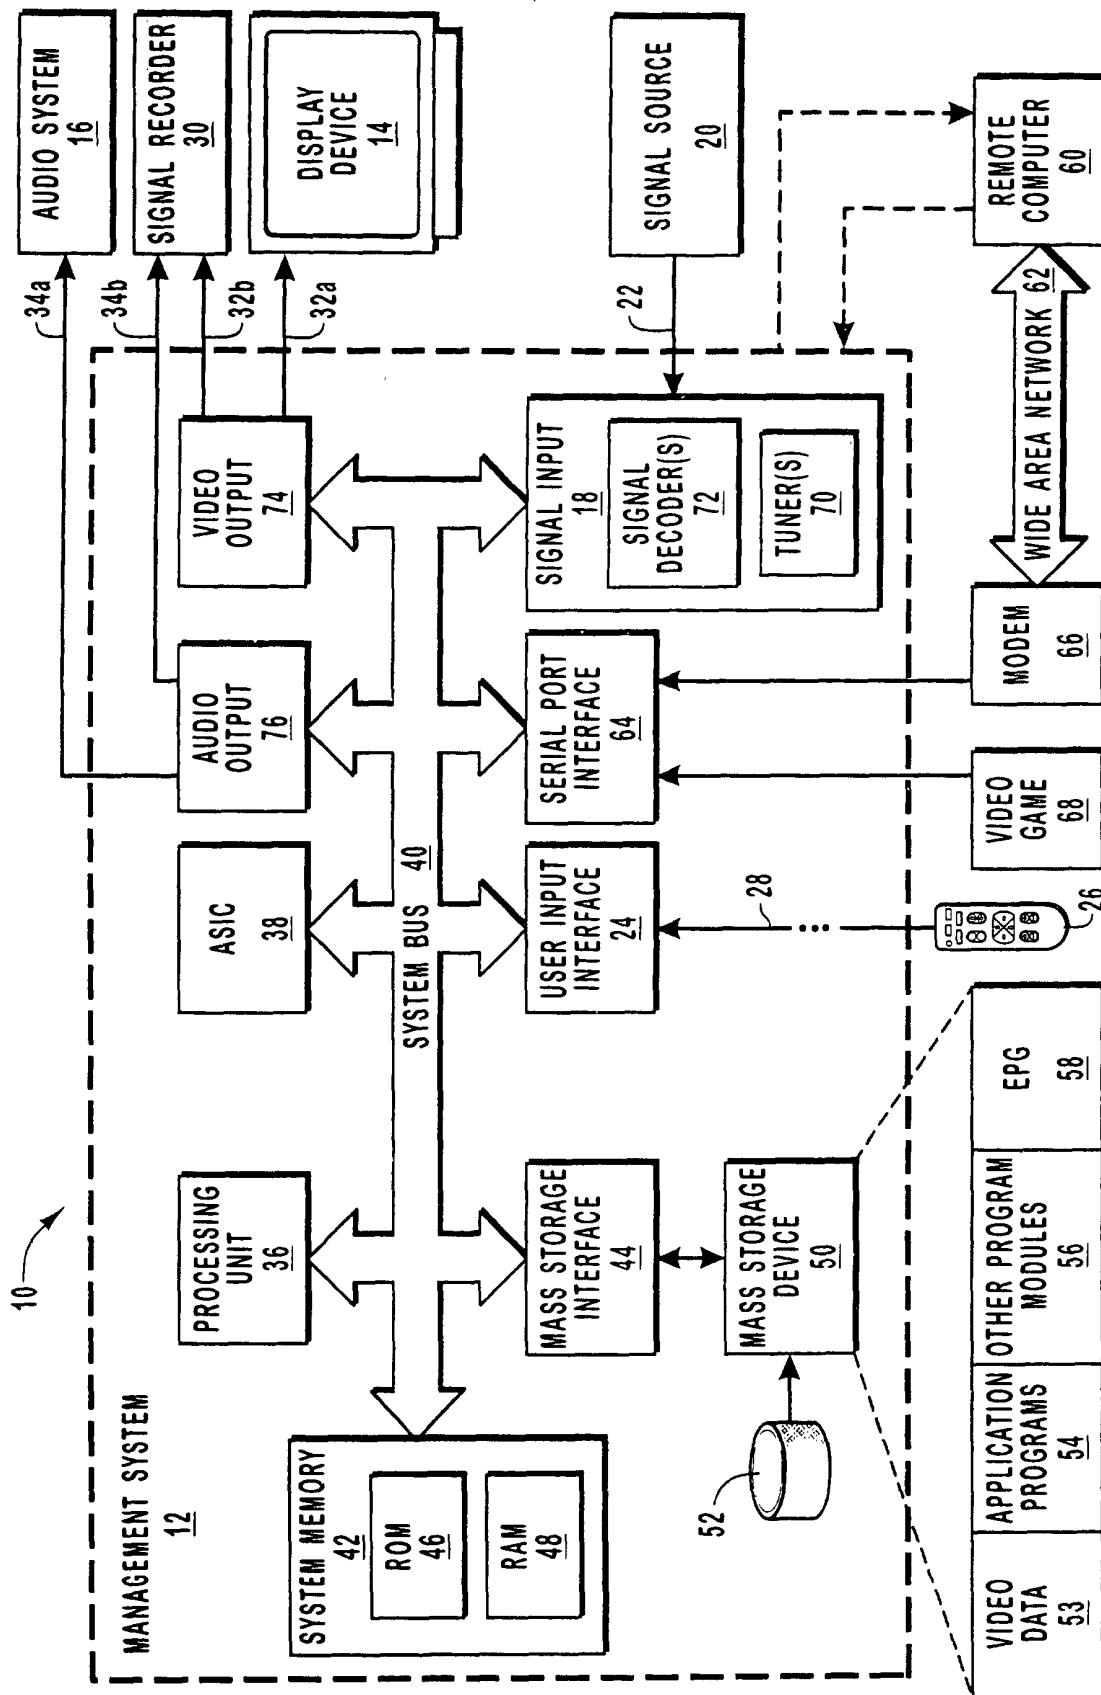 10
MANAGEMENT SYSTEM
12
SYSTEM MEMORY
42
ROM
46
RAM
48
PROCESSING
UNIT
36
ASIC
38
AUDIO
OUTPUT
76
VIDEO
OUTPUT
74
34a
34b
32b
32a
AUDIO SYSTEM
16
SIGNAL RECORDER
30
DISPLAY
DEVICE
14
SYSTEM BUS 40
MASS STORAGE
INTERFACE
44
USER INPUT
INTERFACE
24
SERIAL PORT
INTERFACE
64
SIGNAL INPUT
18
SIGNAL
DECODER(S)
72
TUNER(S)
70
22
SIGNAL SOURCE
20
52
MASS STORAGE
DEVICE
50
28
26
VIDEO
DATA
53
APPLICATION
PROGRAMS
54
OTHER PROGRAM
MODULES
56
EPG
58
VIDEO
GAME
68
MODEM
66
WIDE AREA NETWORK 62
REMOTE
COMPUTER
60